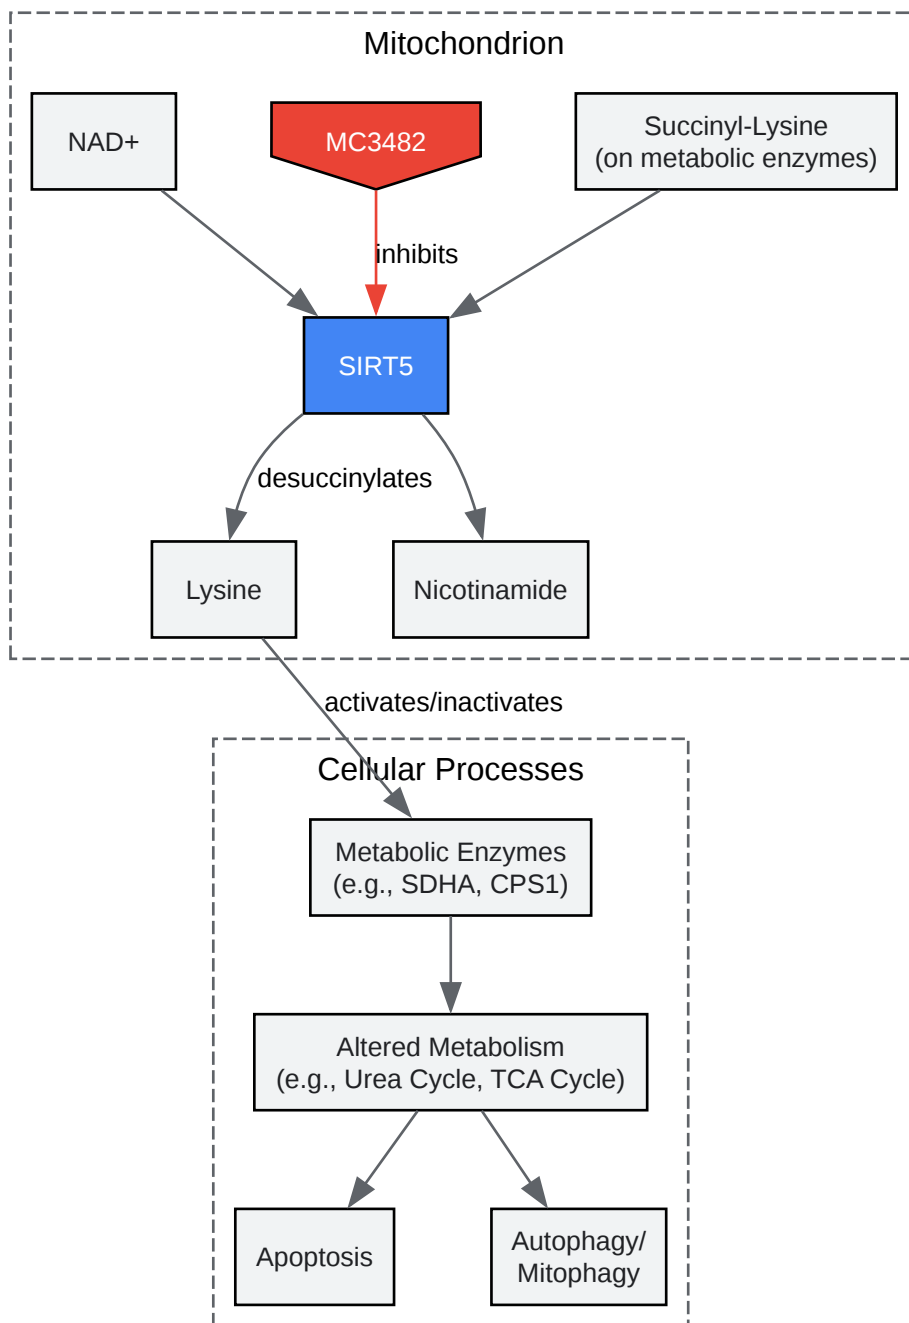 Mitochondrion
NAD+
MC3482
Succinyl-Lysine
(on metabolic enzymes)
inhibits
SIRT5
desuccinylates
Lysine
Nicotinamide
activates/inactivates
Cellular Processes
Metabolic Enzymes
(e.g., SDHA, CPS1)
Altered Metabolism
(e.g., Urea Cycle, TCA Cycle)
Apoptosis
Autophagy/
Mitophagy